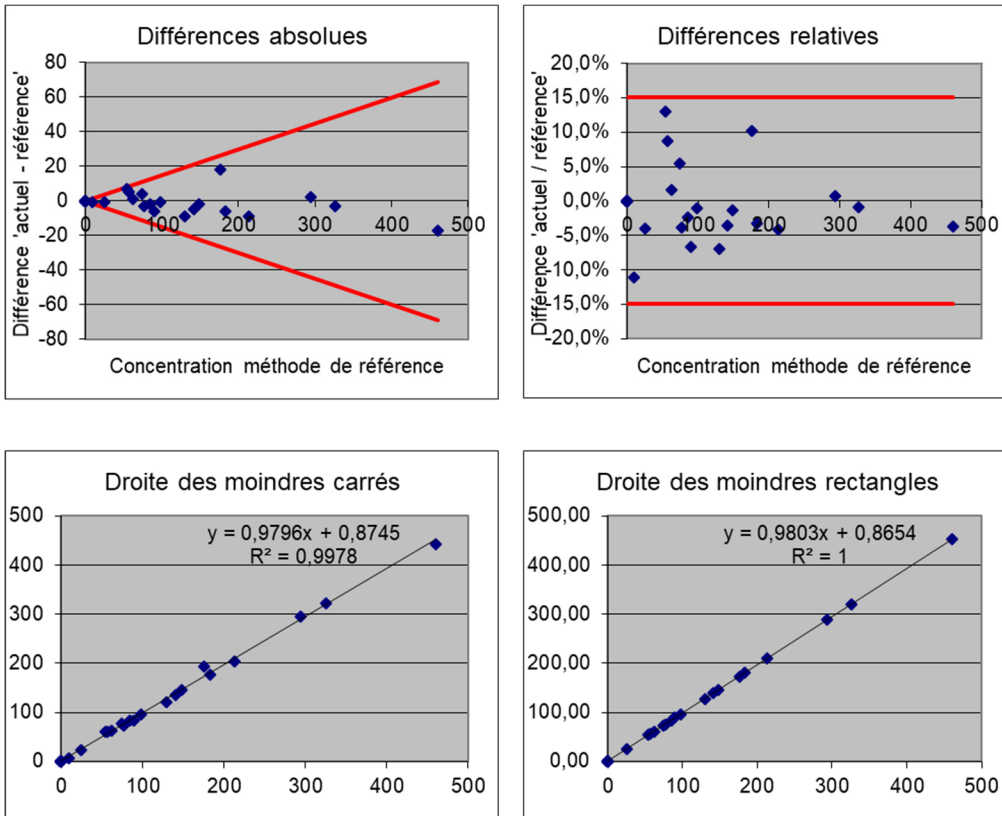 Différences absolues
Différence 'actuel - référence'
80
60
40
20
0
-20
-40
-60
-80
0 100 200 300 400 500
Concentration méthode de référence
Différences relatives
Différence 'actuel / référence'
20,0%
15,0%
10,0%
5,0%
0,0%
-5,0%
-10,0%
-15,0%
-20,0%
0 100 200 300 400 500
Concentration méthode de référence
Droite des moindres carrés
y = 0,9796x + 0,8745
R² = 0,9978
500
400
300
200
100
0
0 100 200 300 400 500
Droite des moindres rectangles
y = 0,9803x + 0,8654
R² = 1
500,00
400,00
300,00
200,00
100,00
0,00
0 100 200 300 400 500